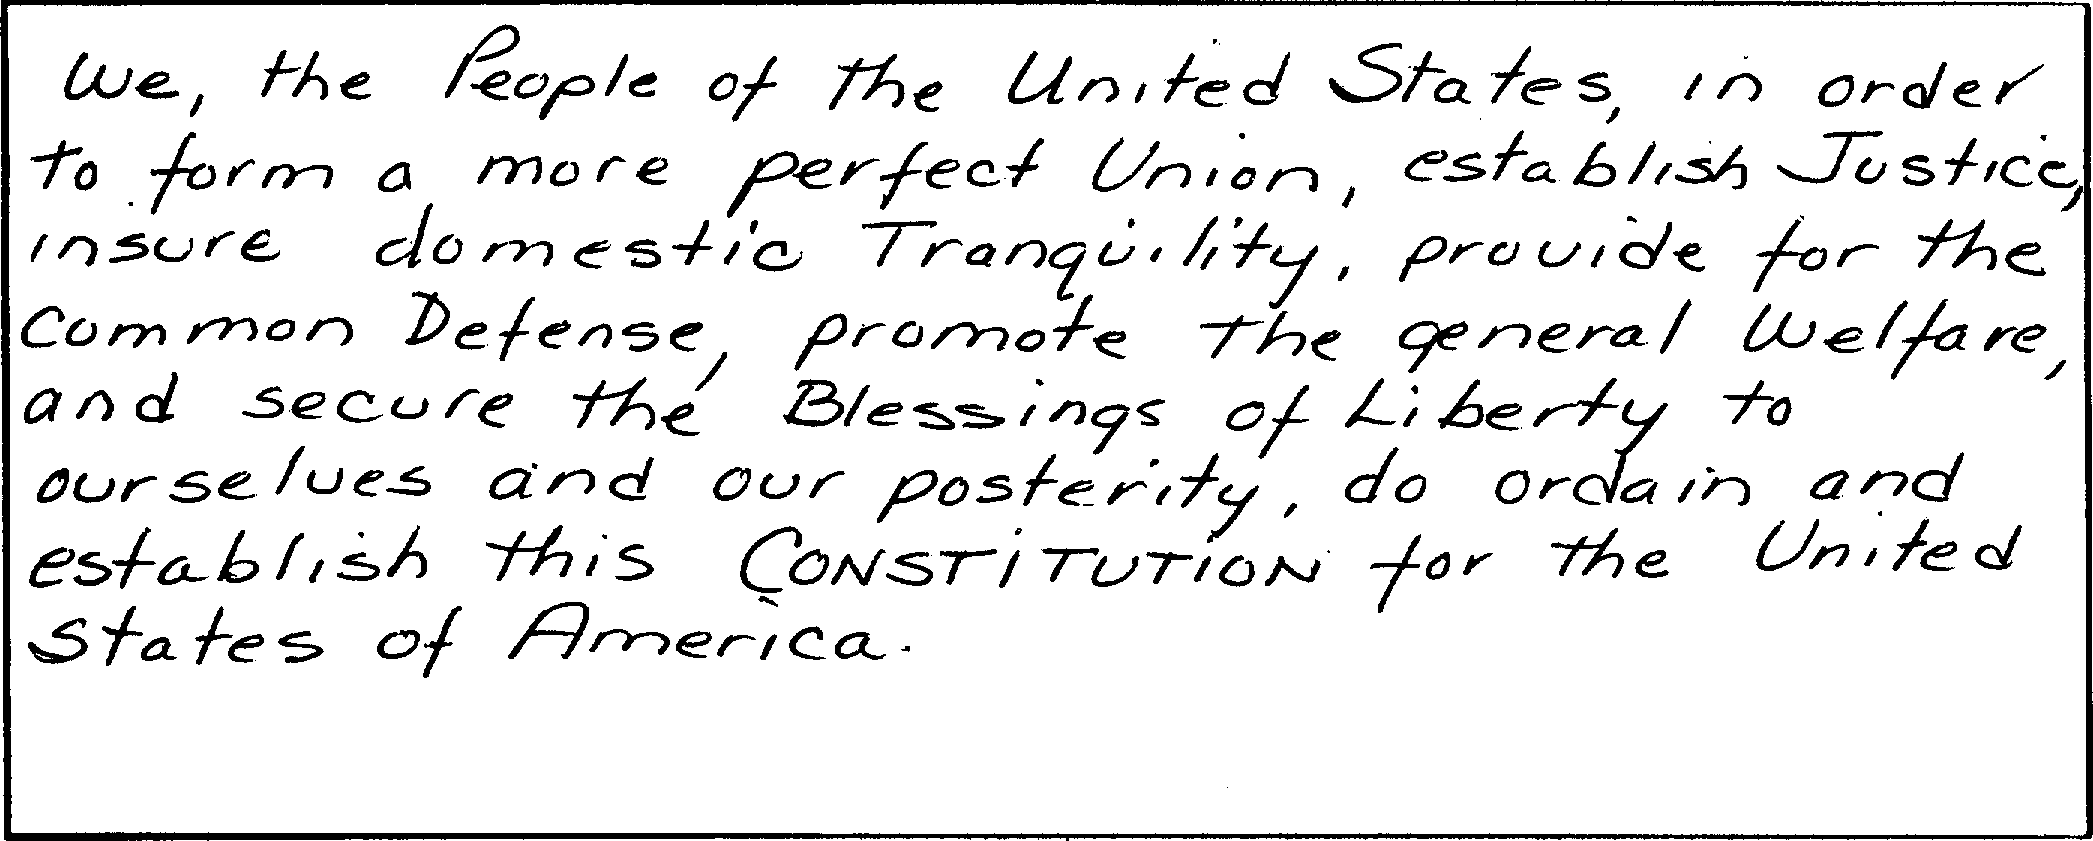 We, the People of the United States, in order
to form a more perfect Union, establish Justice,
insure domestic Tranquility, provide for the
Common Defense, promote the general Welfare,
and secure the Blessings of Liberty to
ourselves and our posterity, do ordain and
establish this CONSTITUTION for the United
States of America.